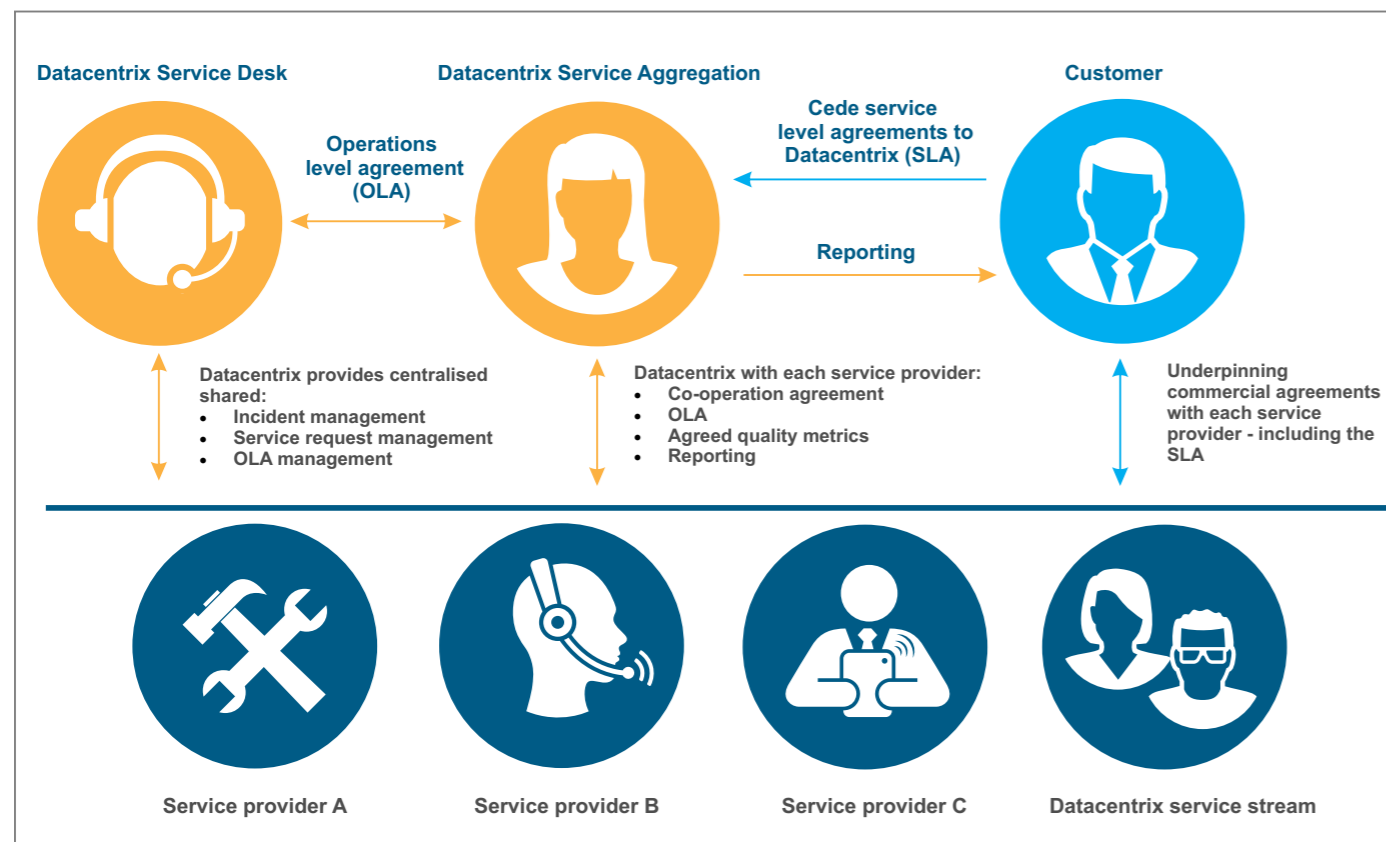 Datacentrix Service Desk
Datacentrix Service Aggregation
Customer
Operations
level agreement
(OLA)
Cede service
level agreements to
Datacentrix (SLA)
Reporting
Datacentrix provides centralised
shared:
• Incident management
• Service request management
• OLA management
Datacentrix with each service provider:
• Co-operation agreement
• OLA
• Agreed quality metrics
• Reporting
Underpinning
commercial agreements
with each service
provider - including the
SLA
Service provider A
Service provider B
Service provider C
Datacentrix service stream